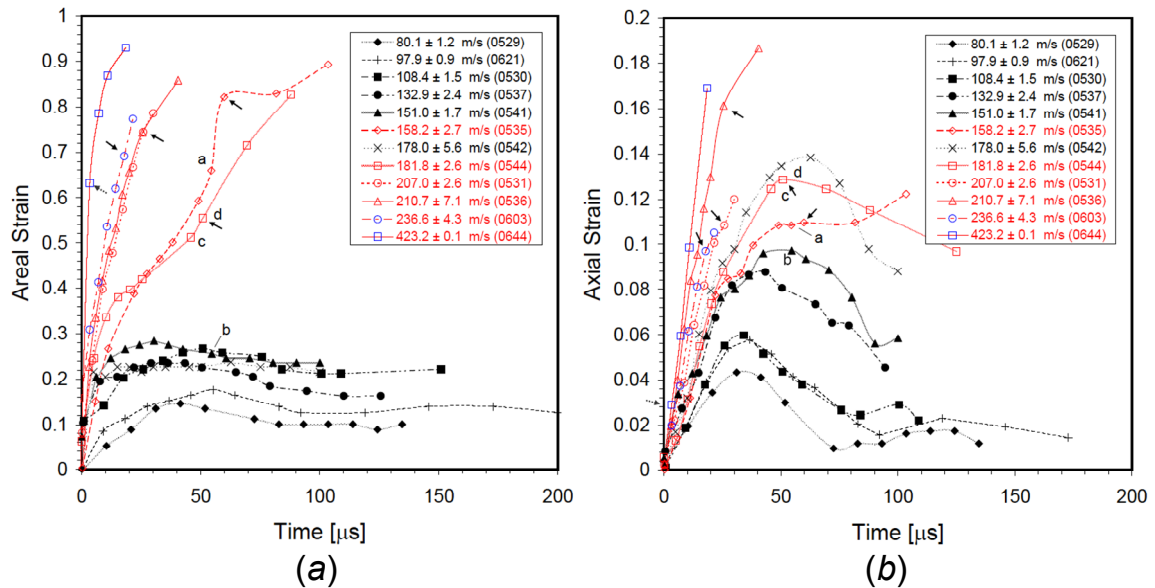 Areal Strain
1
0.9
0.8
0.7
0.6
0.5
0.4
0.3
0.2
0.1
0
80.1 ± 1.2 m/s (0529)
97.9 ± 0.9 m/s (0621)
108.4 ± 1.5 m/s (0530)
132.9 ± 2.4 m/s (0537)
151.0 ± 1.7 m/s (0541)
158.2 ± 2.7 m/s (0535)
178.0 ± 5.6 m/s (0542)
181.8 ± 2.6 m/s (0544)
207.0 ± 2.6 m/s (0531)
210.7 ± 7.1 m/s (0536)
236.6 ± 4.3 m/s (0603)
423.2 ± 0.1 m/s (0644)
a
d
c
b
0 50 100 150 200
Time [μs]
(a)
Axial Strain
0.2
0.18
0.16
0.14
0.12
0.1
0.08
0.06
0.04
0.02
0
80.1 ± 1.2 m/s (0529)
97.9 ± 0.9 m/s (0621)
108.4 ± 1.5 m/s (0530)
132.9 ± 2.4 m/s (0537)
151.0 ± 1.7 m/s (0541)
158.2 ± 2.7 m/s (0535)
178.0 ± 5.6 m/s (0542)
181.8 ± 2.6 m/s (0544)
207.0 ± 2.6 m/s (0531)
210.7 ± 7.1 m/s (0536)
236.6 ± 4.3 m/s (0603)
423.2 ± 0.1 m/s (0644)
d
c
a
b
0 50 100 150 200
Time [μs]
(b)